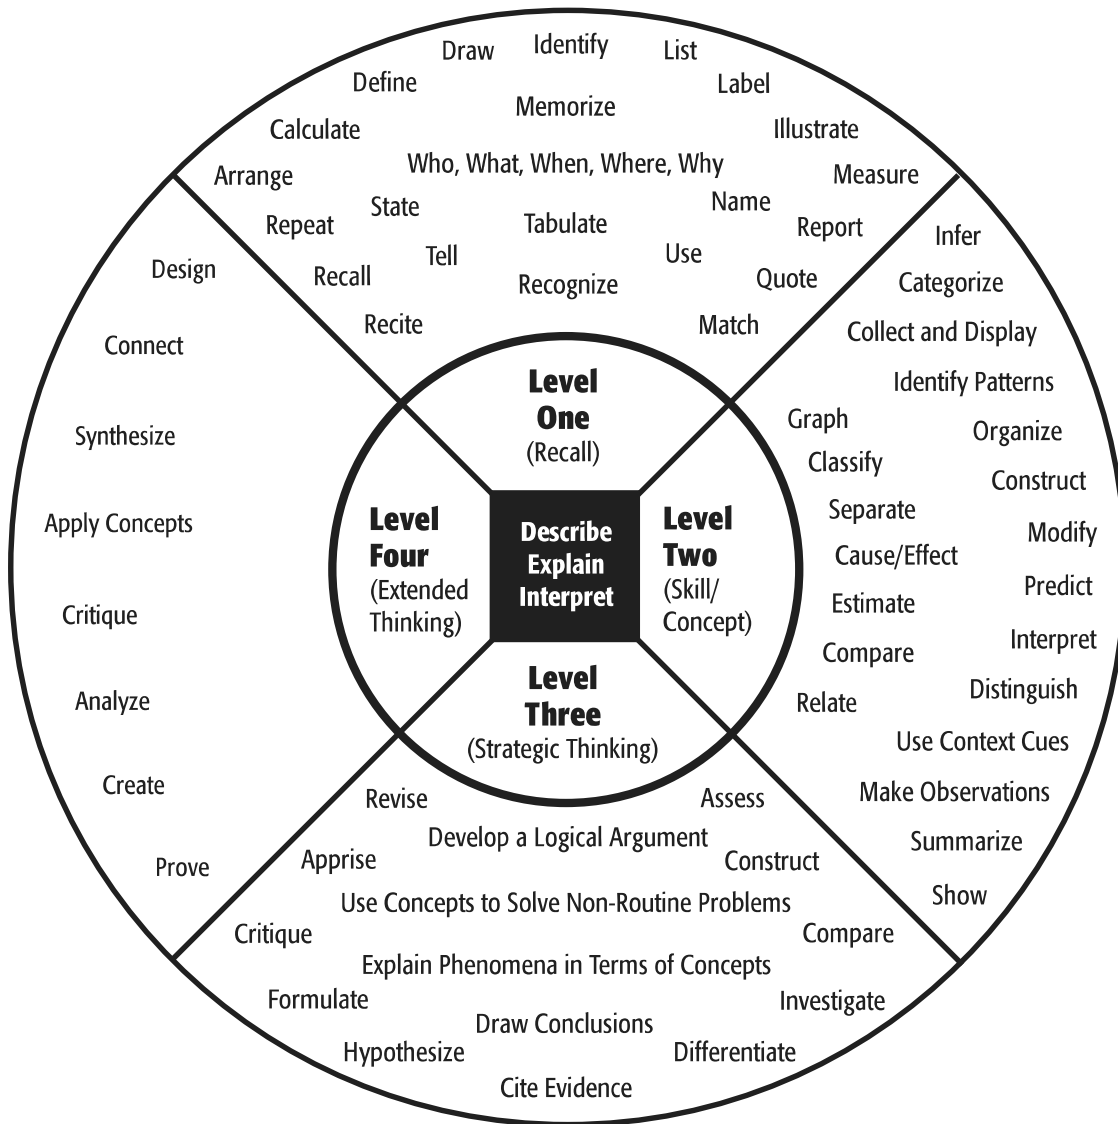 Draw
Identify
List
Define
Label
Memorize
Calculate
Illustrate
Who, What, When, Where, Why
Arrange
Measure
State
Name
Repeat
Tabulate
Report
Tell
Use
Recall
Recognize
Quote
Recite
Match
Level
One
(Recall)
Infer
Categorize
Collect and Display
Identify Patterns
Graph
Organize
Classify
Construct
Separate
Modify
Cause/Effect
Predict
Estimate
Interpret
Compare
Distinguish
Relate
Use Context Cues
Make Observations
Summarize
Show
Level
Two
(Skill/
Concept)
Describe
Explain
Interpret
Level
Four
(Extended
Thinking)
Design
Connect
Synthesize
Apply Concepts
Critique
Analyze
Create
Prove
Level
Three
(Strategic Thinking)
Revise
Assess
Develop a Logical Argument
Apprise
Construct
Use Concepts to Solve Non-Routine Problems
Critique
Compare
Explain Phenomena in Terms of Concepts
Formulate
Investigate
Draw Conclusions
Hypothesize
Differentiate
Cite Evidence